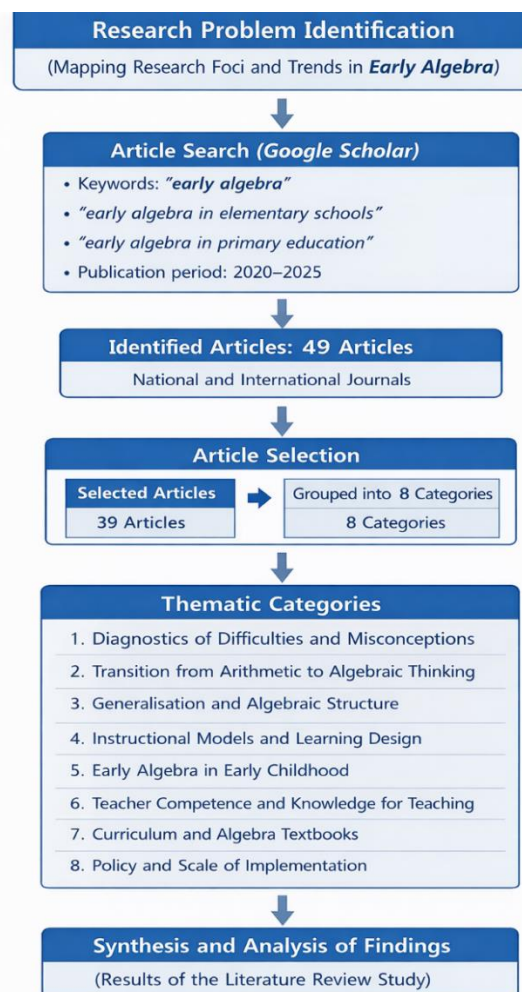 Research Problem Identification
(Mapping Research Foci and Trends in Early Algebra)
Article Search (Google Scholar)
• Keywords: "early algebra"
• "early algebra in elementary schools"
• "early algebra in primary education"
• Publication period: 2020–2025
Identified Articles: 49 Articles
National and International Journals
Article Selection
Selected Articles
39 Articles
Grouped into 8 Categories
8 Categories
Thematic Categories
1. Diagnostics of Difficulties and Misconceptions
2. Transition from Arithmetic to Algebraic Thinking
3. Generalisation and Algebraic Structure
4. Instructional Models and Learning Design
5. Early Algebra in Early Childhood
6. Teacher Competence and Knowledge for Teaching
7. Curriculum and Algebra Textbooks
8. Policy and Scale of Implementation
Synthesis and Analysis of Findings
(Results of the Literature Review Study)